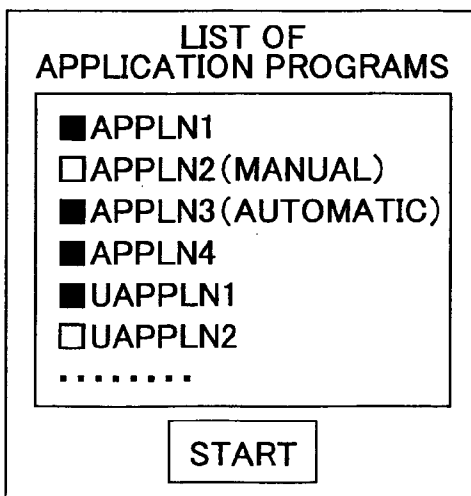 LIST OF
APPLICATION PROGRAMS
■APPLN1
□APPLN2(MANUAL)
■APPLN3(AUTOMATIC)
■APPLN4
■UAPPLN1
□UAPPLN2
........
START